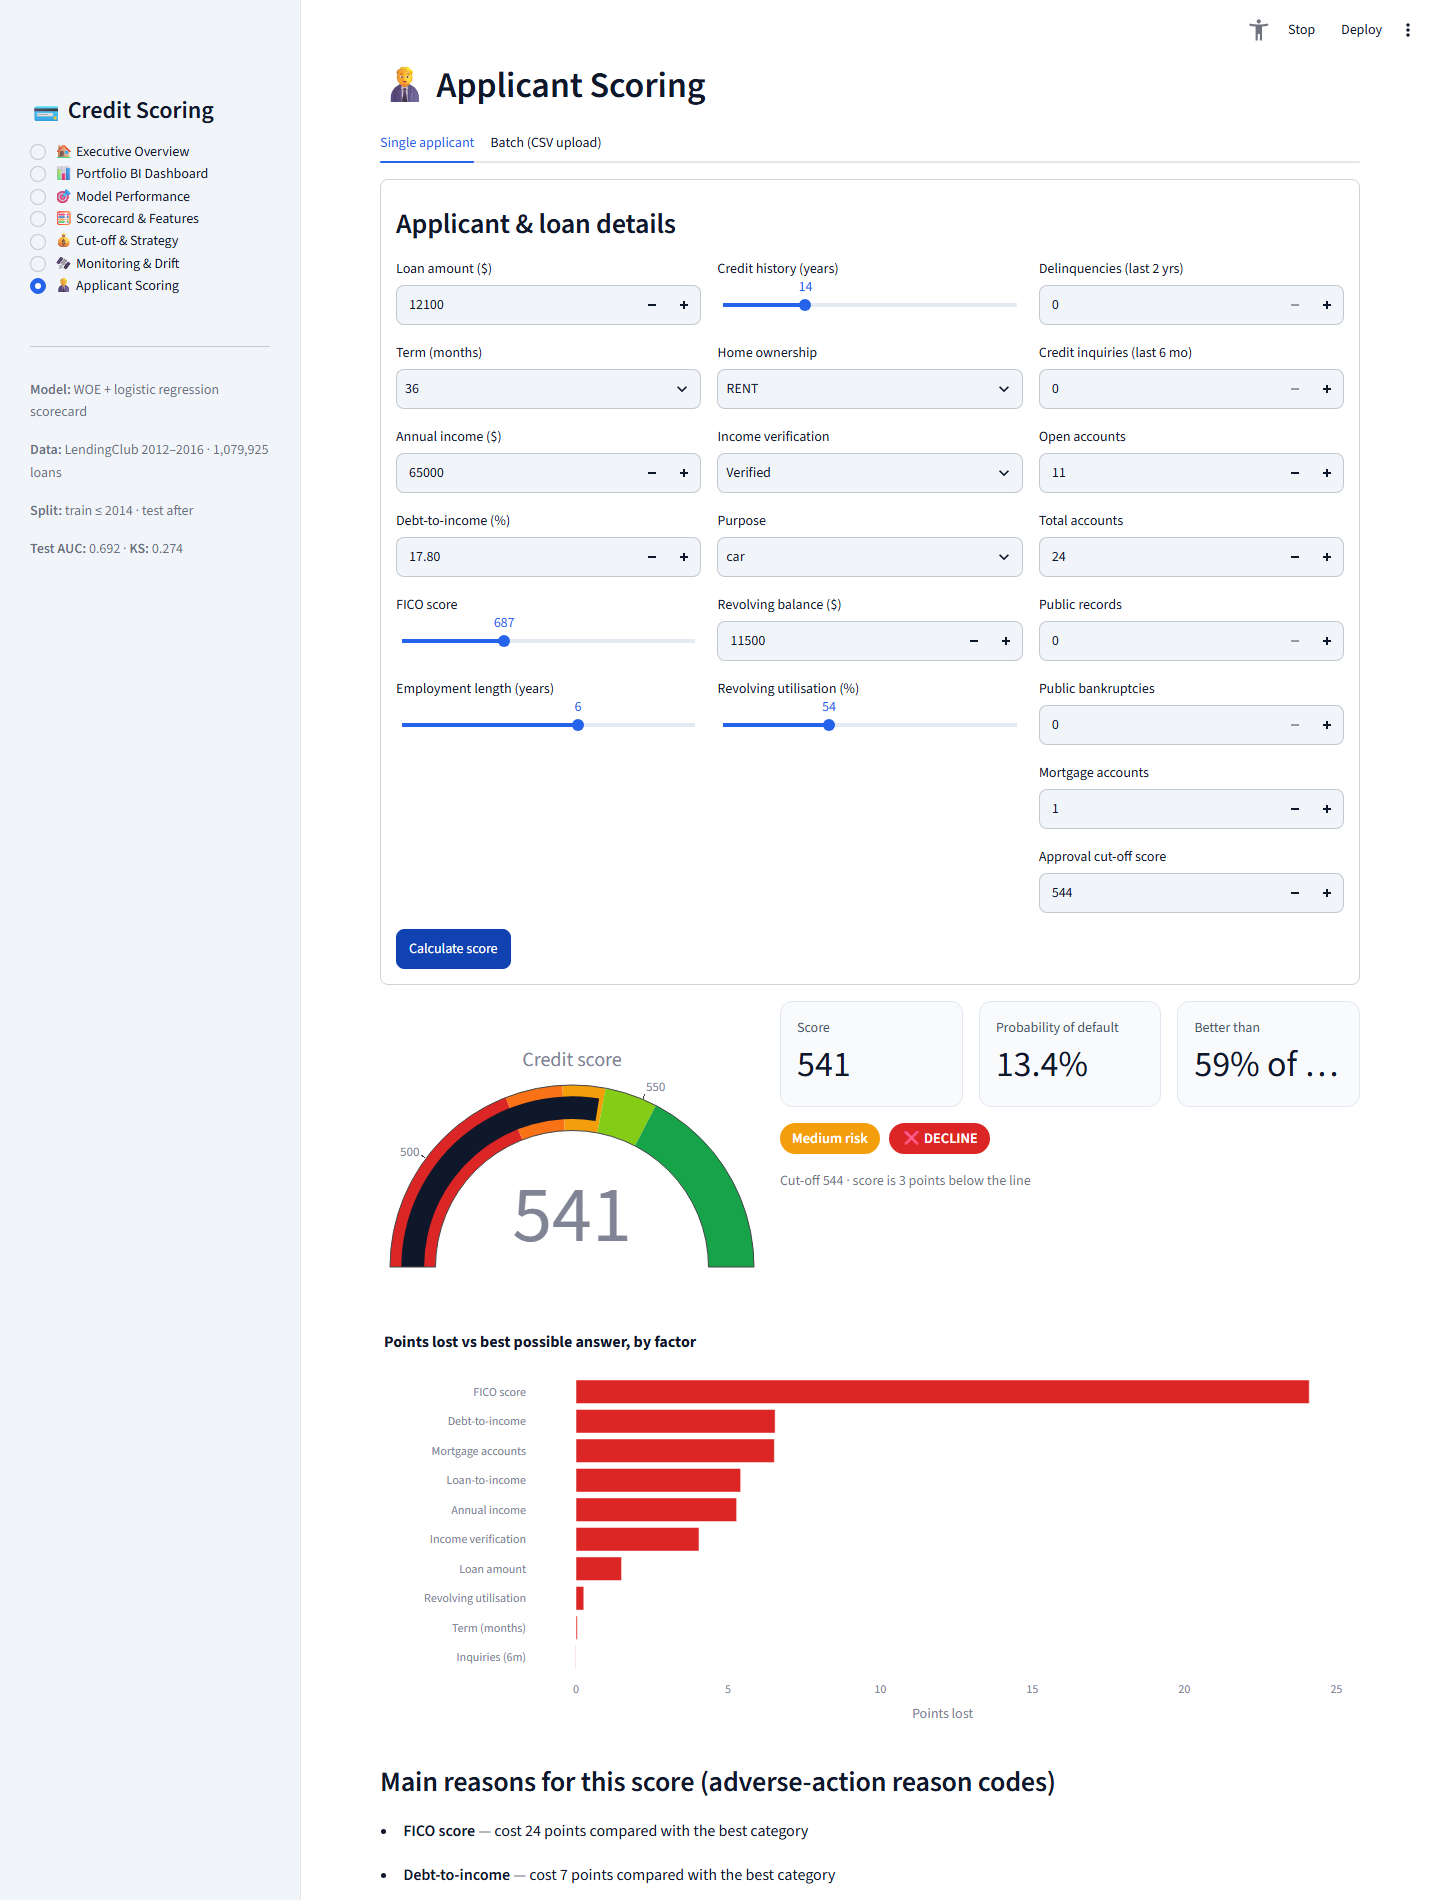 Stop
Deploy
Credit Scoring
Executive Overview
Portfolio BI Dashboard
Model Performance
Scorecard & Features
Cut-off & Strategy
Monitoring & Drift
Applicant Scoring
Model: WOE + logistic regression
scorecard
Data: LendingClub 2012–2016 · 1,079,925
loans
Split: train ≤ 2014 · test after
Test AUC: 0.692 · KS: 0.274
Applicant Scoring
Single applicant
Batch (CSV upload)
Applicant & loan details
Loan amount ($)
12100
Term (months)
36
Annual income ($)
65000
Debt-to-income (%)
17.80
FICO score
687
Employment length (years)
6
Credit history (years)
14
Home ownership
RENT
Income verification
Verified
Purpose
car
Revolving balance ($)
11500
Revolving utilisation (%)
54
Delinquencies (last 2 yrs)
0
Credit inquiries (last 6 mo)
0
Open accounts
11
Total accounts
24
Public records
0
Public bankruptcies
0
Mortgage accounts
1
Approval cut-off score
544
Calculate score
Credit score
500
550
541
Score
541
Probability of default
13.4%
Better than
59% of ...
Medium risk
❌ DECLINE
Cut-off 544 · score is 3 points below the line
Points lost vs best possible answer, by factor
FICO score
Debt-to-income
Mortgage accounts
Loan-to-income
Annual income
Income verification
Loan amount
Revolving utilisation
Term (months)
Inquiries (6m)
0
5
10
15
20
25
Points lost
Main reasons for this score (adverse-action reason codes)
• FICO score — cost 24 points compared with the best category
• Debt-to-income — cost 7 points compared with the best category